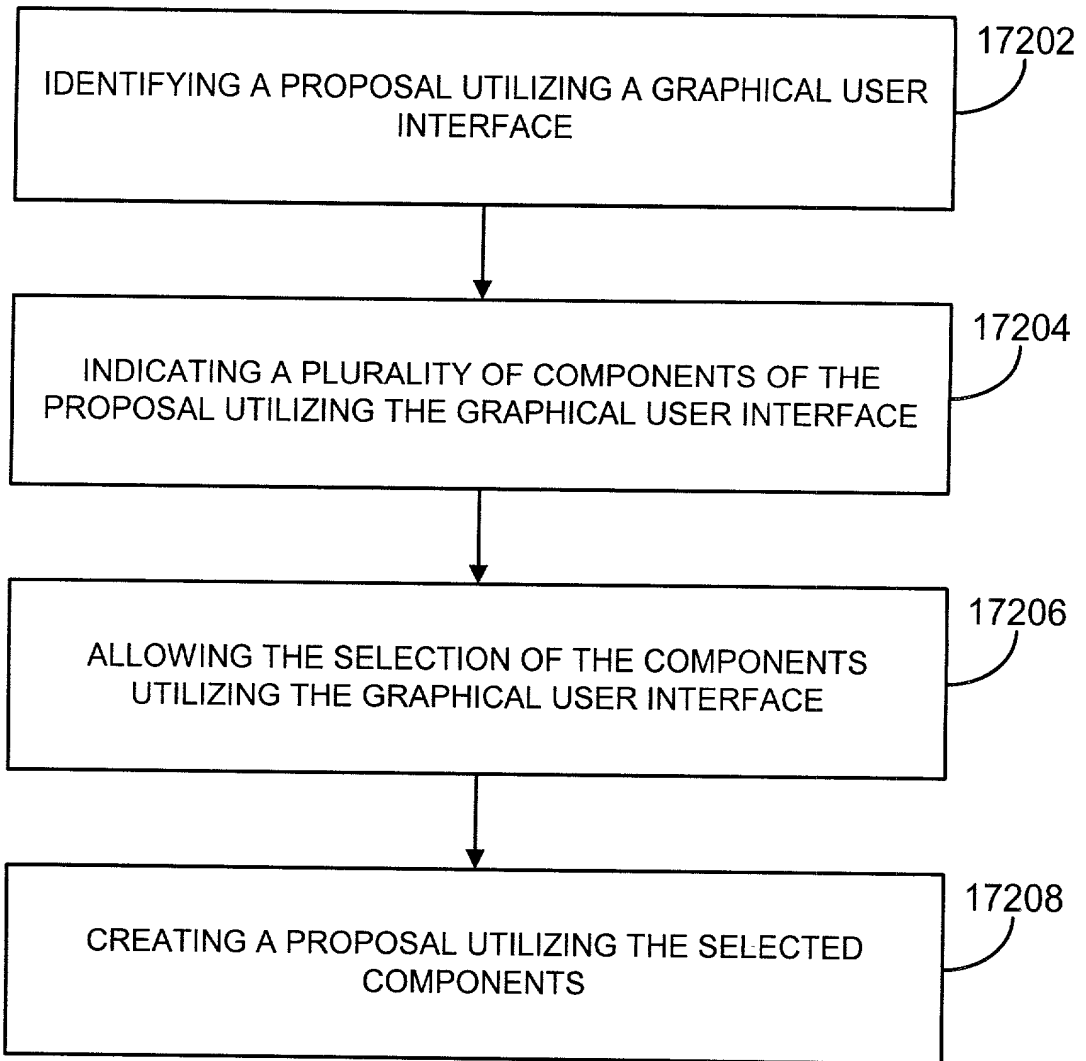 17202
IDENTIFYING A PROPOSAL UTILIZING A GRAPHICAL USER
INTERFACE
17204
INDICATING A PLURALITY OF COMPONENTS OF THE
PROPOSAL UTILIZING THE GRAPHICAL USER INTERFACE
17206
ALLOWING THE SELECTION OF THE COMPONENTS
UTILIZING THE GRAPHICAL USER INTERFACE
17208
CREATING A PROPOSAL UTILIZING THE SELECTED
COMPONENTS